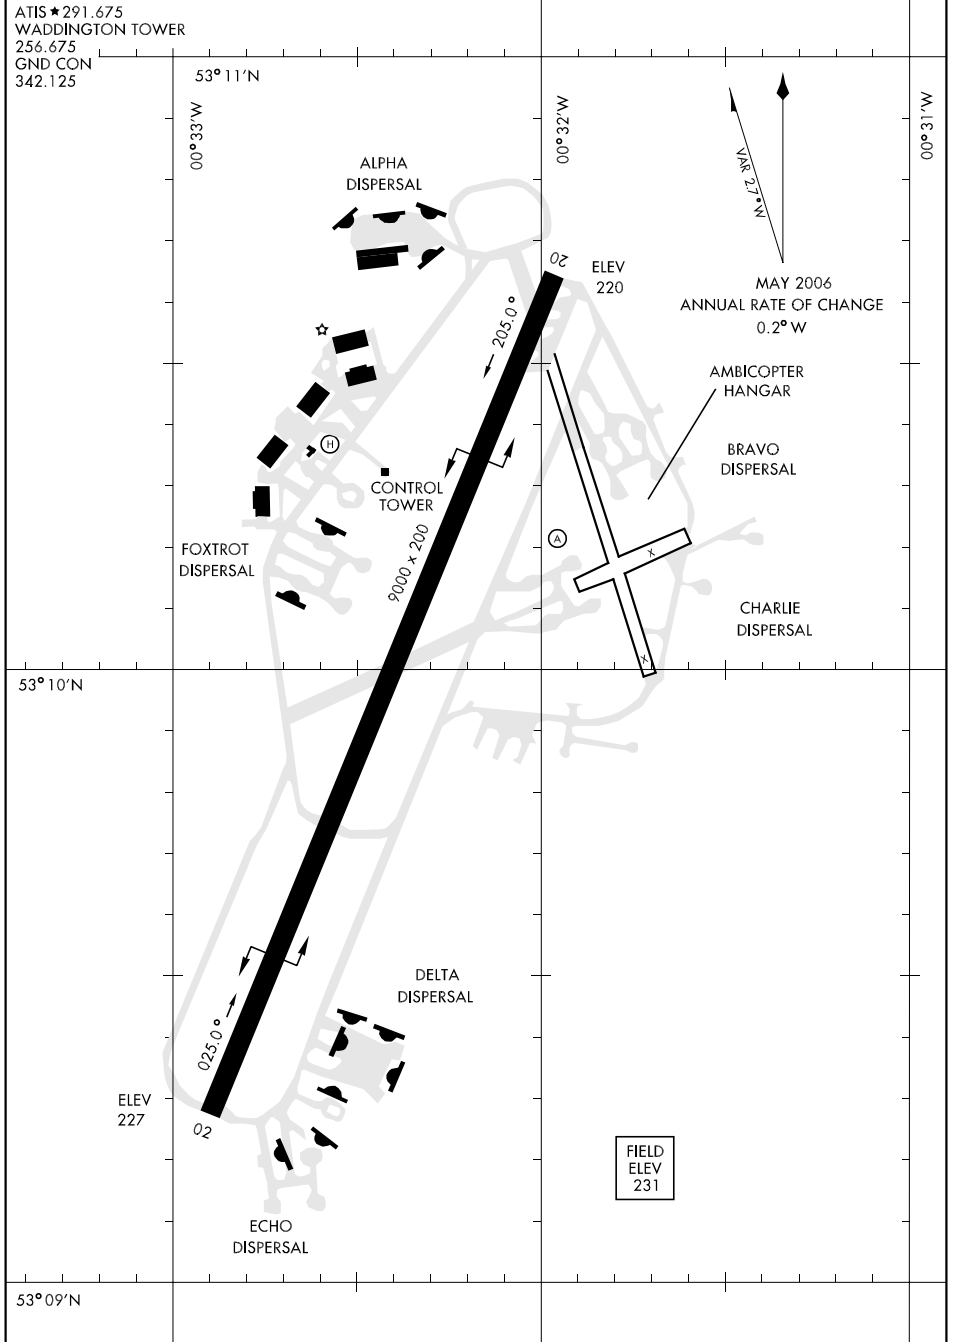 ATIS ★ 291.675
WADDINGTON TOWER
256.675
GND CON
342.125
53°11'N
00°33'W
00°32'W
00°31'W
VAR 2.7°W
MAY 2006
ANNUAL RATE OF CHANGE
0.2° W
ALPHA
DISPERSAL
20
ELEV
220
205.0°
AMBICOPTER
HANGAR
BRAVO
DISPERSAL
H
CONTROL
TOWER
9000 x 200
A
X
FOXTROT
DISPERSAL
CHARLIE
DISPERSAL
X
53°10'N
DELTA
DISPERSAL
025.0°
ELEV
227
02
FIELD
ELEV
231
ECHO
DISPERSAL
53°09'N